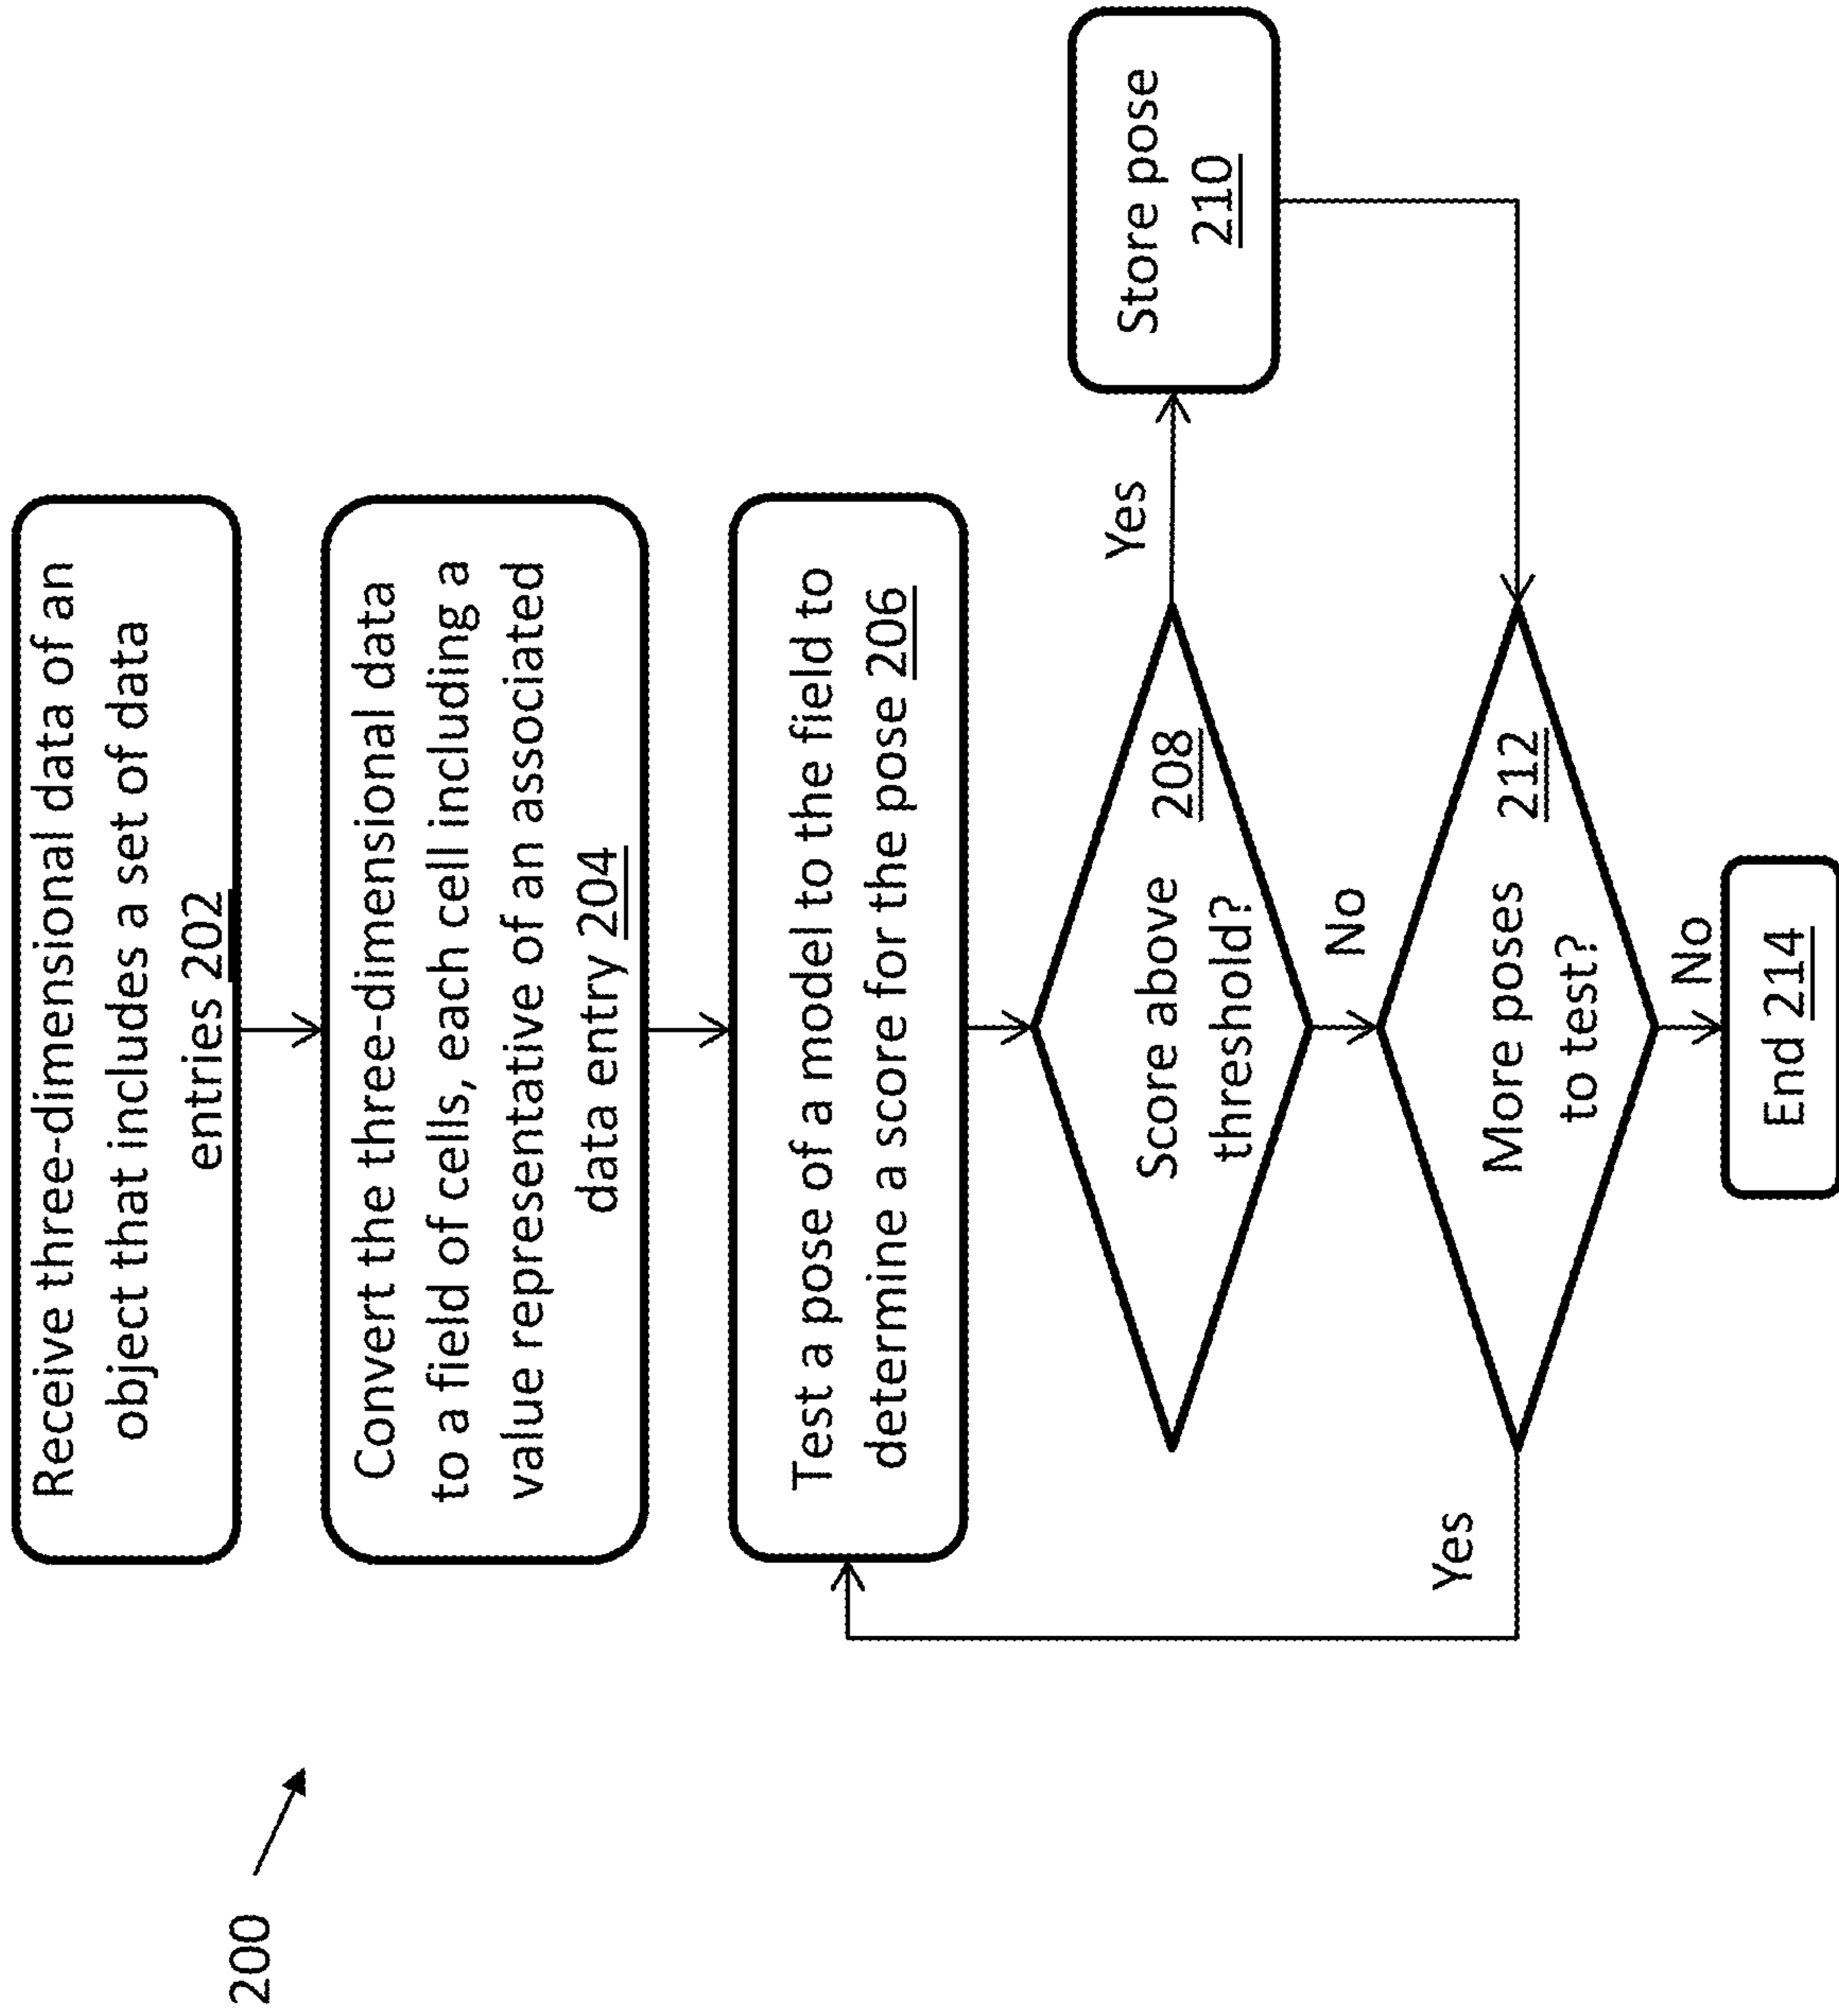 200
Receive three-dimensional data of an
object that includes a set of data
entries 202
Convert the three-dimensional data
to a field of cells, each cell including a
value representative of an associated
data entry 204
Test a pose of a model to the field to
determine a score for the pose 206
Score above
threshold?
208
Yes
Store pose
210
No
More poses
to test?
212
Yes
No
End 214